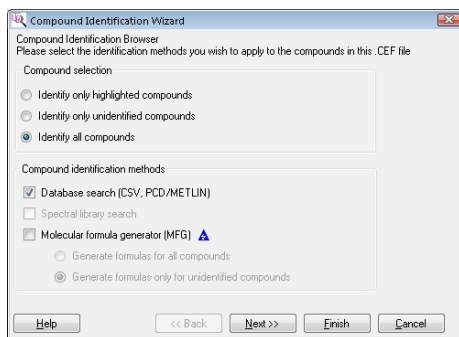 Compound Identification Wizard
Compound Identification Browser
Please select the identification methods you wish to apply to the compounds in this .CEF file
Compound selection
Identify only highlighted compounds
Identify only unidentified compounds
Identify all compounds
Compound identification methods
Database search (CSV, PCD/METLIN)
Spectral library search
Molecular formula generator (MFG)
Generate formulas for all compounds
Generate formulas only for unidentified compounds
Help << Back Next >> Finish Cancel